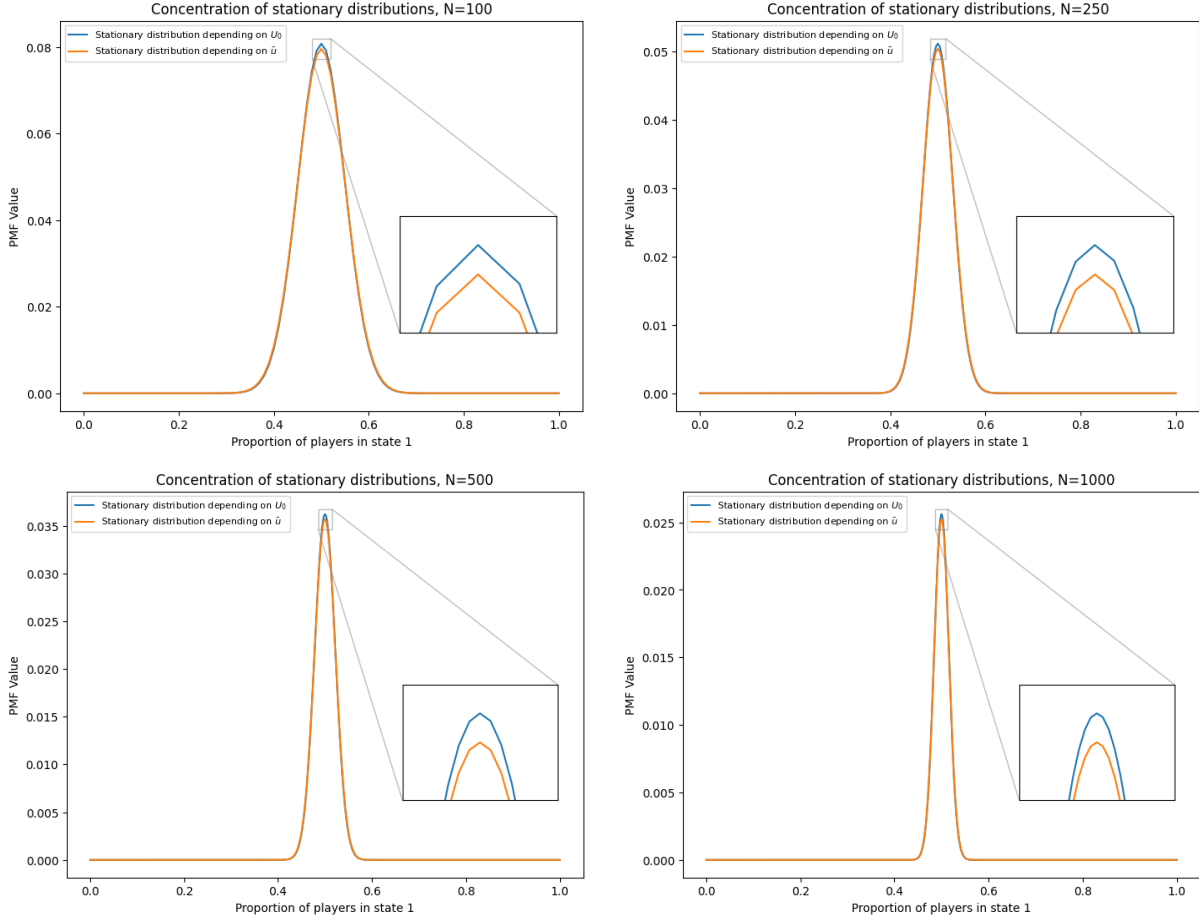 Concentration of stationary distributions, N=100
Stationary distribution depending on U₀
Stationary distribution depending on ū
PMF Value
0.08
0.06
0.04
0.02
0.00
0.0 0.2 0.4 0.6 0.8 1.0
Proportion of players in state 1
Concentration of stationary distributions, N=250
Stationary distribution depending on U₀
Stationary distribution depending on ū
PMF Value
0.05
0.04
0.03
0.02
0.01
0.00
0.0 0.2 0.4 0.6 0.8 1.0
Proportion of players in state 1
Concentration of stationary distributions, N=500
Stationary distribution depending on U₀
Stationary distribution depending on ū
PMF Value
0.035
0.030
0.025
0.020
0.015
0.010
0.005
0.000
0.0 0.2 0.4 0.6 0.8 1.0
Proportion of players in state 1
Concentration of stationary distributions, N=1000
Stationary distribution depending on U₀
Stationary distribution depending on ū
PMF Value
0.025
0.020
0.015
0.010
0.005
0.000
0.0 0.2 0.4 0.6 0.8 1.0
Proportion of players in state 1